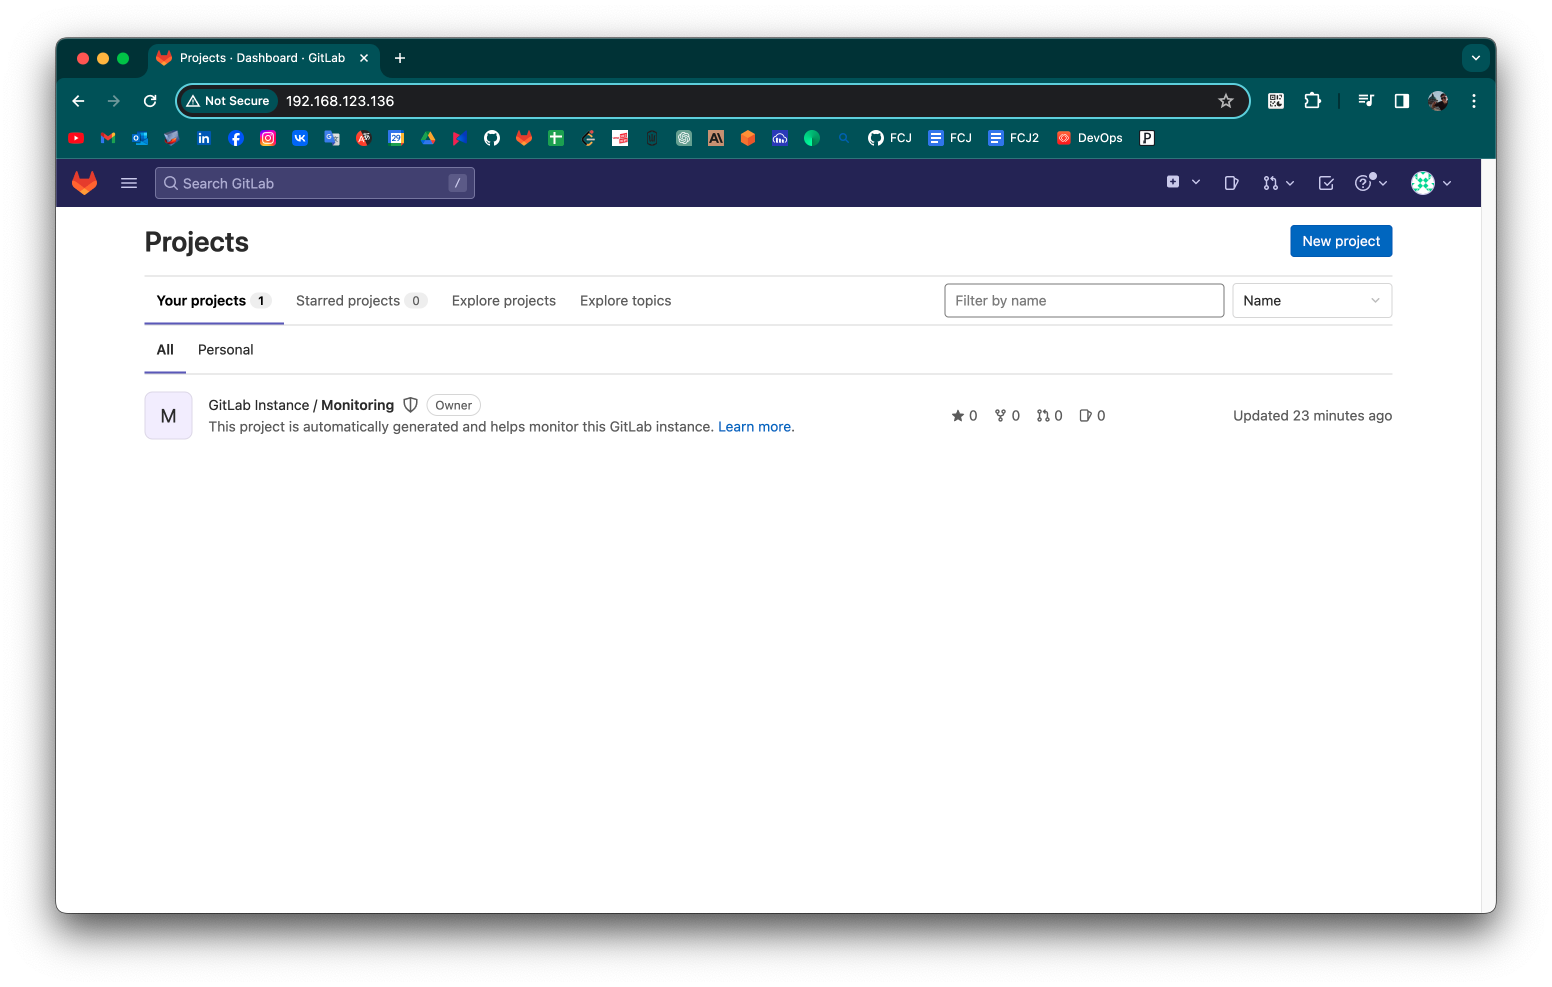 Projects · Dashboard · GitLab
Not Secure 192.168.123.136
29 FCJ FCJ FCJ2 DevOps P
Search GitLab /
Projects
New project
Your projects 1 Starred projects 0 Explore projects Explore topics Filter by name Name
All Personal
M
GitLab Instance / Monitoring Owner
This project is automatically generated and helps monitor this GitLab instance. Learn more.
0 0 0 0 Updated 23 minutes ago